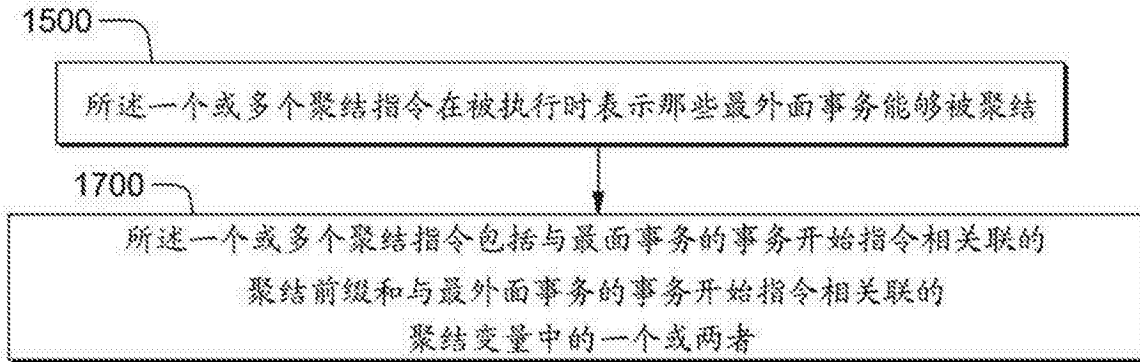 1500
所述一个或多个聚结指令在被执行时表示那些最外面事务能够被聚结
1700
所述一个或多个聚结指令包括与最面事务的事务开始指令相关联的
聚结前缀和与最外面事务的事务开始指令相关联的
聚结变量中的一个或两者